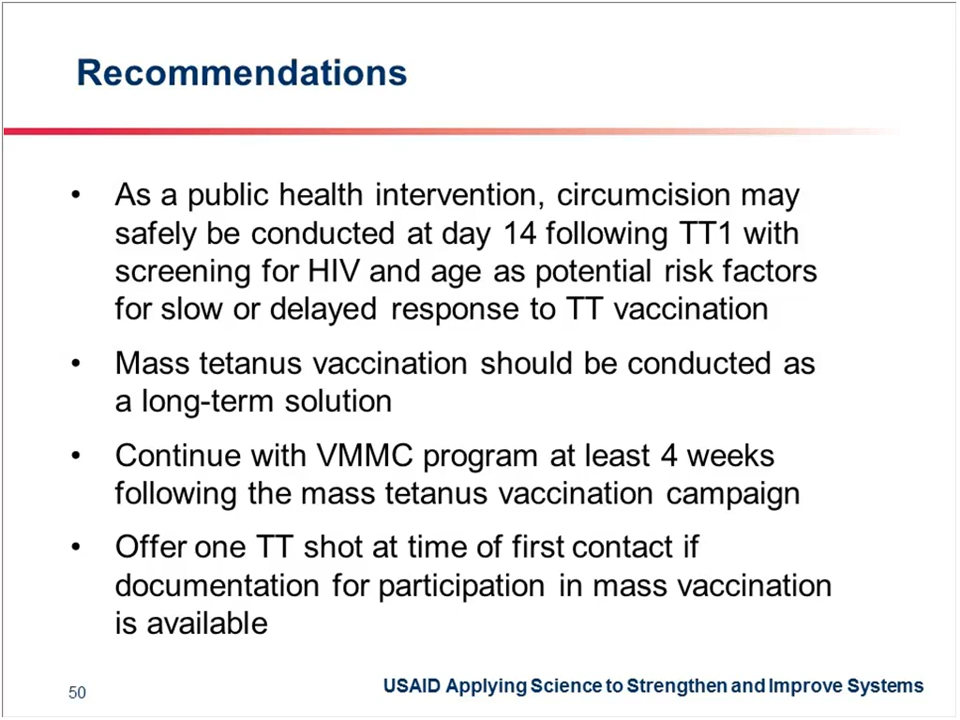 Recommendations
• As a public health intervention, circumcision may
safely be conducted at day 14 following TT1 with
screening for HIV and age as potential risk factors
for slow or delayed response to TT vaccination
• Mass tetanus vaccination should be conducted as
a long-term solution
• Continue with VMMC program at least 4 weeks
following the mass tetanus vaccination campaign
• Offer one TT shot at time of first contact if
documentation for participation in mass vaccination
is available
50
USAID Applying Science to Strengthen and Improve Systems